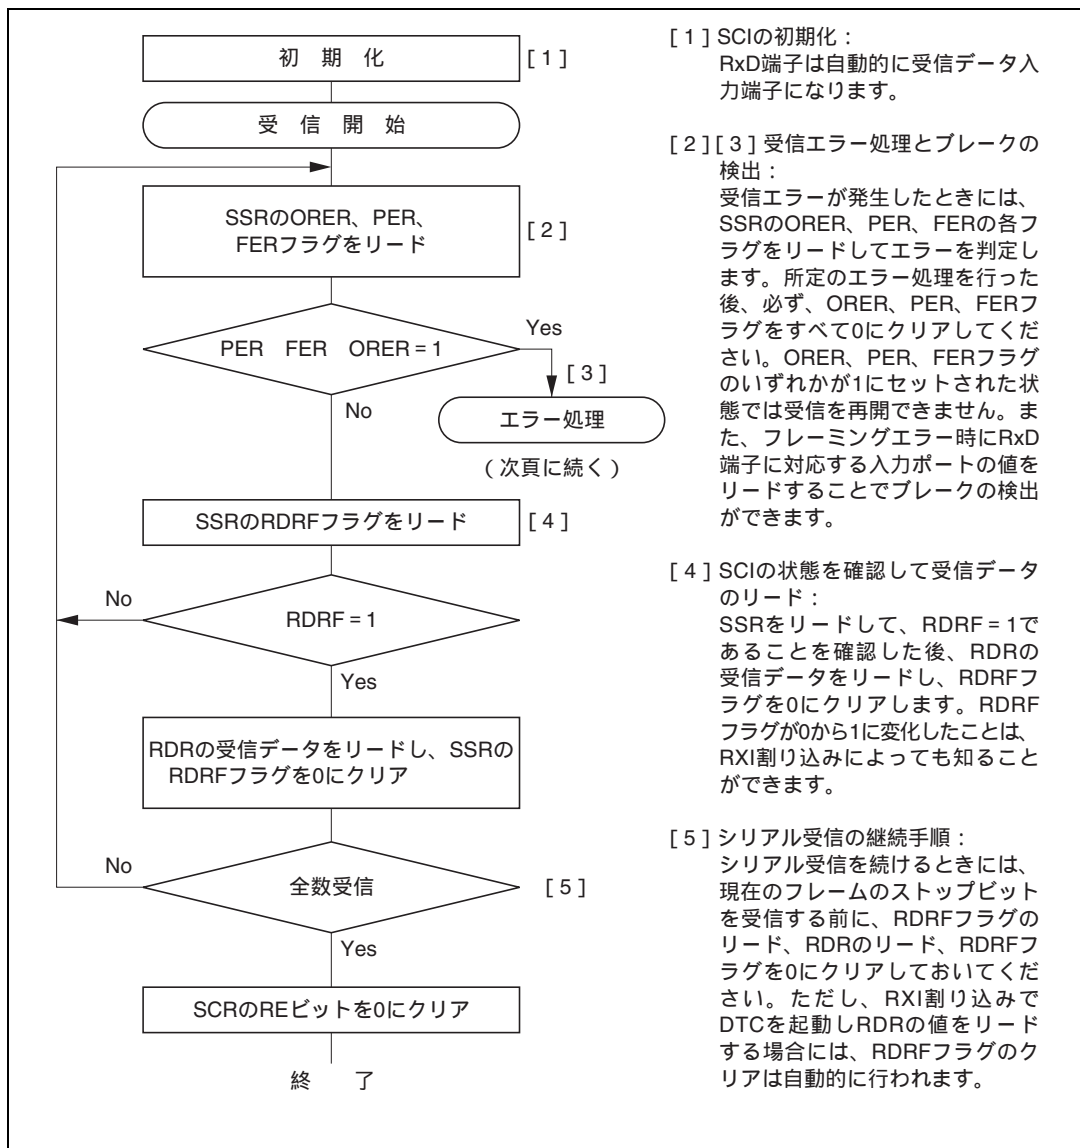 初 期 化
[ 1 ]
受 信 開 始
SSRのORER、PER、
FERフラグをリード
[ 2 ]
PER FER ORER = 1
Yes
[ 3 ]
No
エラー処理
(次頁に続く)
SSRのRDRFフラグをリード
[ 4 ]
No
RDRF = 1
Yes
RDRの受信データをリードし、SSRの
RDRFフラグを0にクリア
No
全数受信
[ 5 ]
Yes
SCRのREビットを0にクリア
終 了
[ 1 ] SCIの初期化:
RxD端子は自動的に受信データ入
力端子になります。
[ 2 ] [ 3 ] 受信エラー処理とブレークの
検出:
受信エラーが発生したときには、
SSRのORER、PER、FERの各フ
ラグをリードしてエラーを判定し
ます。所定のエラー処理を行った
後、必ず、ORER、PER、FERフ
ラグをすべて0にクリアしてくだ
さい。ORER、PER、FERフラグ
のいずれかが1にセットされた状
態では受信を再開できません。ま
た、フレーミングエラー時にRxD
端子に対応する入力ポートの値を
リードすることでブレークの検出
ができます。
[ 4 ] SCIの状態を確認して受信データ
のリード:
SSRをリードして、RDRF = 1で
あることを確認した後、RDRの
受信データをリードし、RDRFフ
ラグを0にクリアします。RDRF
フラグが0から1に変化したことは、
RXI割り込みによっても知ること
ができます。
[ 5 ] シリアル受信の継続手順:
シリアル受信を続けるときには、
現在のフレームのストップビット
を受信する前に、RDRFフラグの
リード、RDRのリード、RDRFフ
ラグを0にクリアしておいてくだ
さい。ただし、RXI割り込みで
DTCを起動しRDRの値をリード
する場合には、RDRFフラグのク
リアは自動的に行われます。